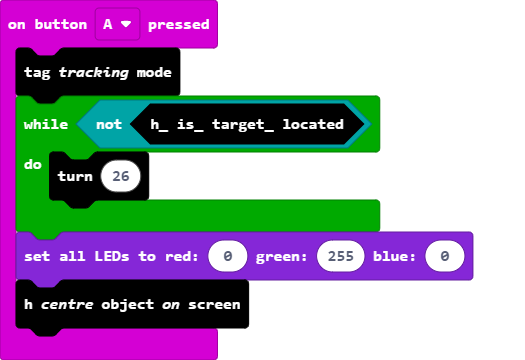 on button A pressed
tag tracking mode
while not h_ is_ target_ located
do turn 26
set all LEDs to red: 0 green: 255 blue: 0
h centre object on screen